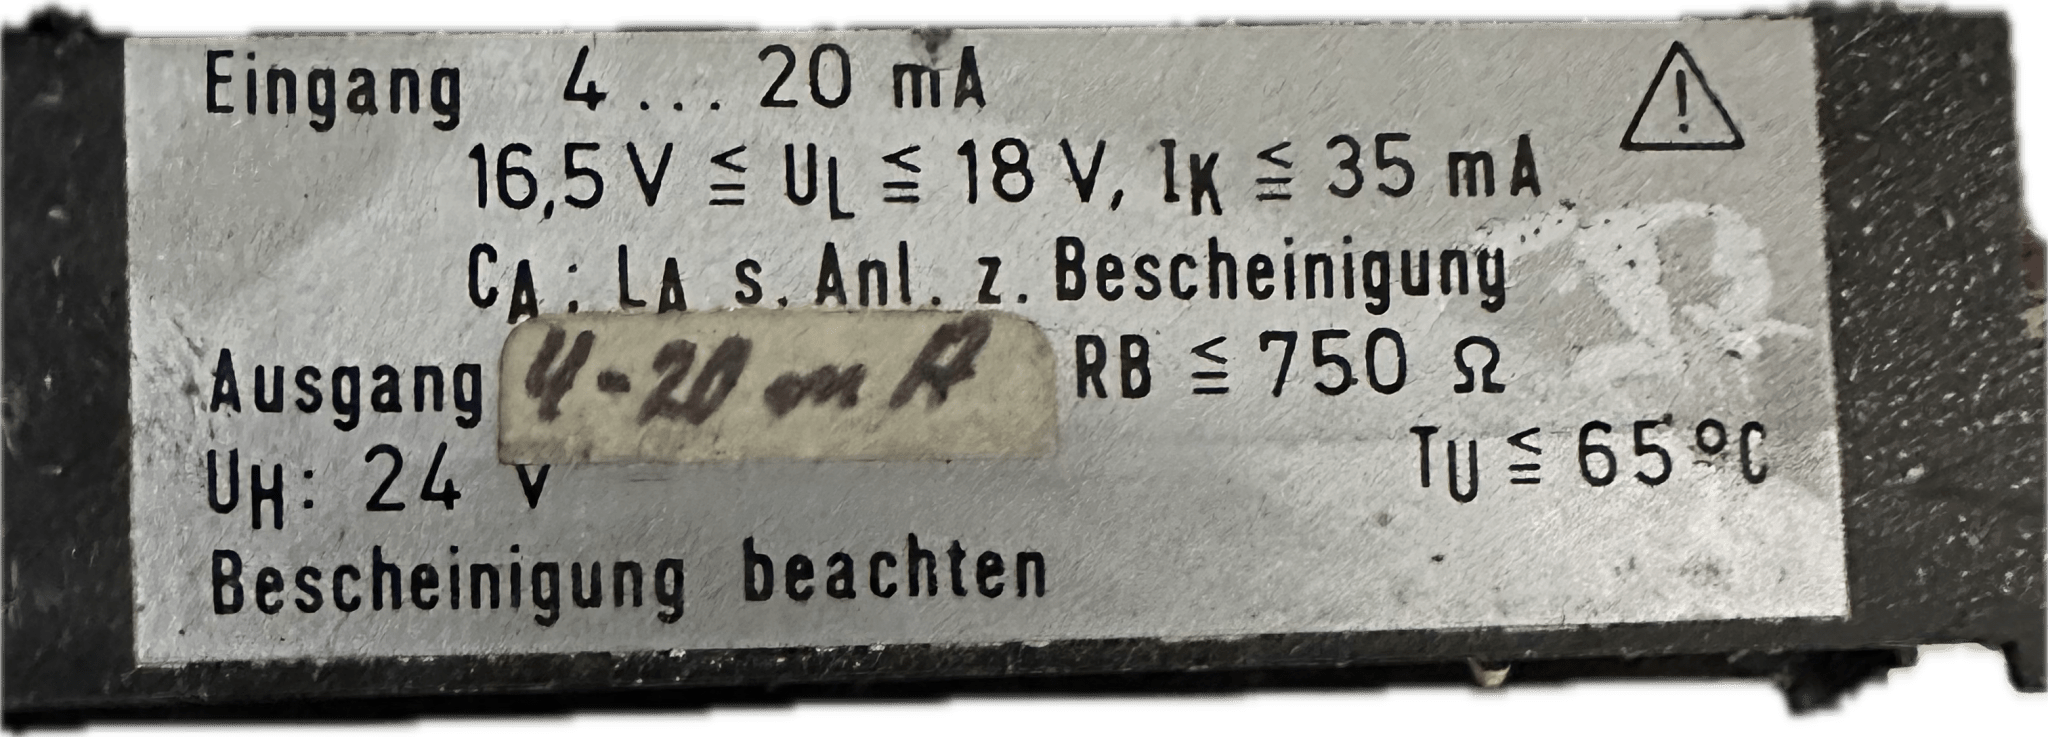 Eingang 4 ... 20 mA
16,5 V ≦ UL ≦ 18 V, IK ≦ 35 mA
CA; LA s. Anl. z. Bescheinigung
Ausgang 4-20 mA RB ≦ 750 Ω
UH: 24 V TU ≦ 65 °C
Bescheinigung beachten